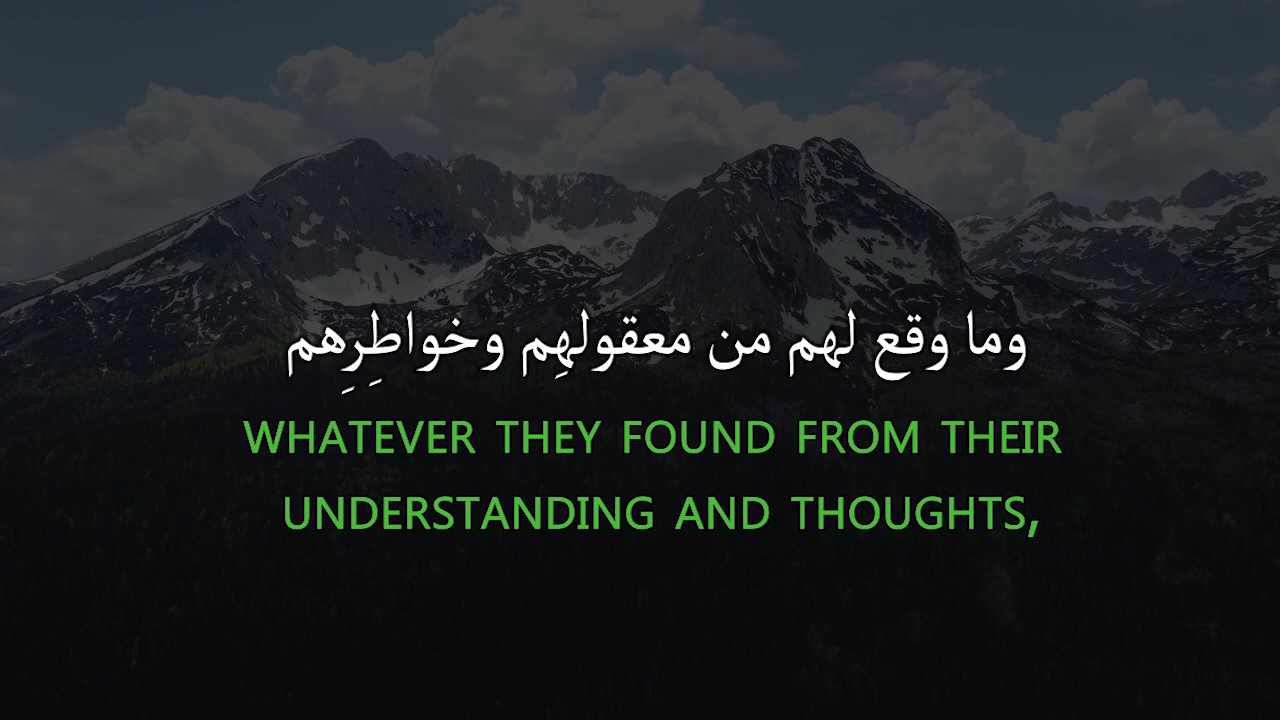 وما وقع لهم من معقولهِم وخواطِرِهم
WHATEVER THEY FOUND FROM THEIR
UNDERSTANDING AND THOUGHTS,